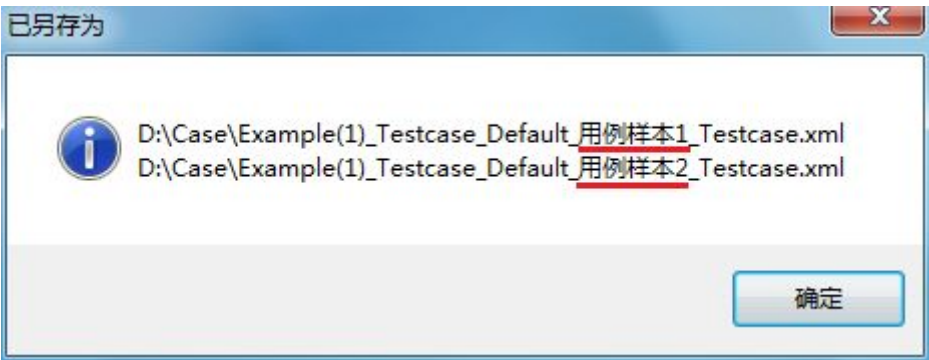 已另存为
D:\Case\Example(1)_Testcase_Default_用例样本1_Testcase.xml
D:\Case\Example(1)_Testcase_Default_用例样本2_Testcase.xml
确定